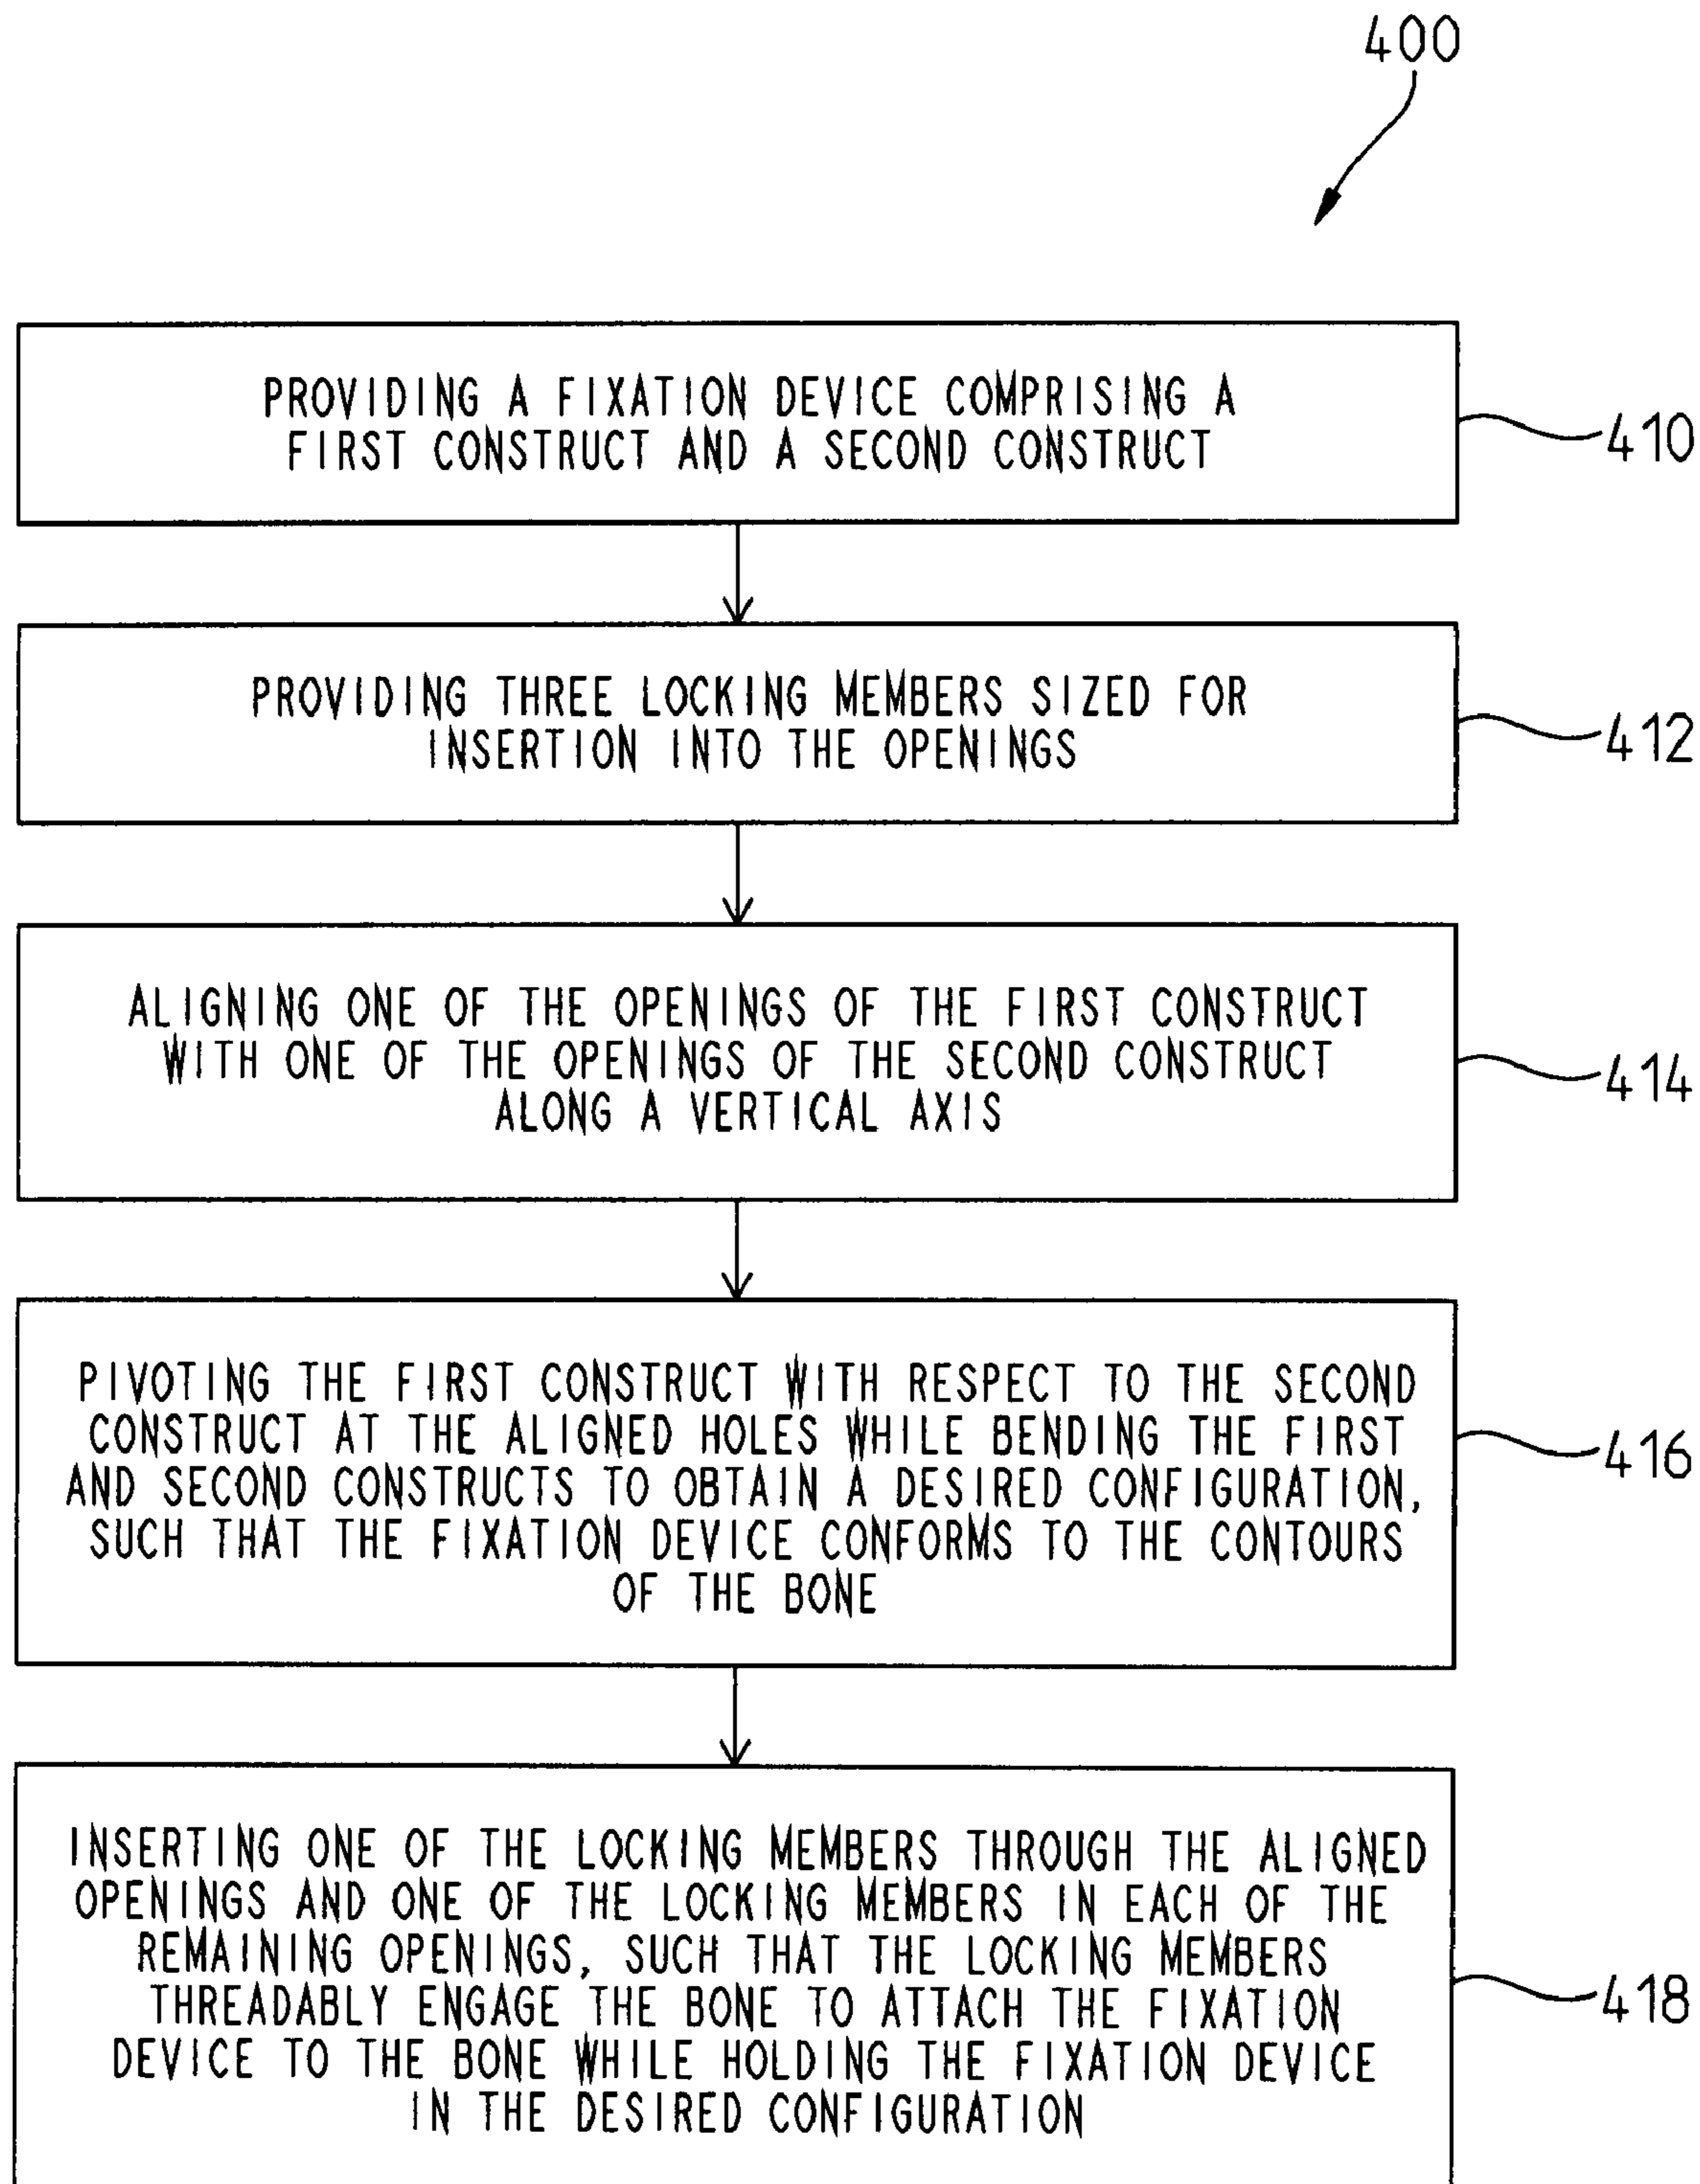 400
PROVIDING A FIXATION DEVICE COMPRISING A
FIRST CONSTRUCT AND A SECOND CONSTRUCT
410
PROVIDING THREE LOCKING MEMBERS SIZED FOR
INSERTION INTO THE OPENINGS
412
ALIGNING ONE OF THE OPENINGS OF THE FIRST CONSTRUCT
WITH ONE OF THE OPENINGS OF THE SECOND CONSTRUCT
ALONG A VERTICAL AXIS
414
PIVOTING THE FIRST CONSTRUCT WITH RESPECT TO THE SECOND
CONSTRUCT AT THE ALIGNED HOLES WHILE BENDING THE FIRST
AND SECOND CONSTRUCTS TO OBTAIN A DESIRED CONFIGURATION,
SUCH THAT THE FIXATION DEVICE CONFORMS TO THE CONTOURS
OF THE BONE
416
INSERTING ONE OF THE LOCKING MEMBERS THROUGH THE ALIGNED
OPENINGS AND ONE OF THE LOCKING MEMBERS IN EACH OF THE
REMAINING OPENINGS, SUCH THAT THE LOCKING MEMBERS
THREADABLY ENGAGE THE BONE TO ATTACH THE FIXATION
DEVICE TO THE BONE WHILE HOLDING THE FIXATION DEVICE
IN THE DESIRED CONFIGURATION
418